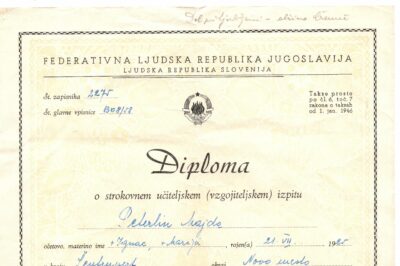 FEDERATIVNA LJUDSKA REPUBLIKA JUGOSLAVIJA
LJUDSKA REPUBLIKA SLOVENIJA
Št. zapisnika 2275
Št. glavne vpisnice
Takse prosto
po čl. 6, toč. 7
zakona o taksah
od 1. jan. 1946
Diploma
o strokovnem učiteljskem (vzgojiteljskem) izpitu
Peterlin Majda
očetovo, materino ime Ignac, Marija, rojen(a) 21. VII. 1925
Novo mesto